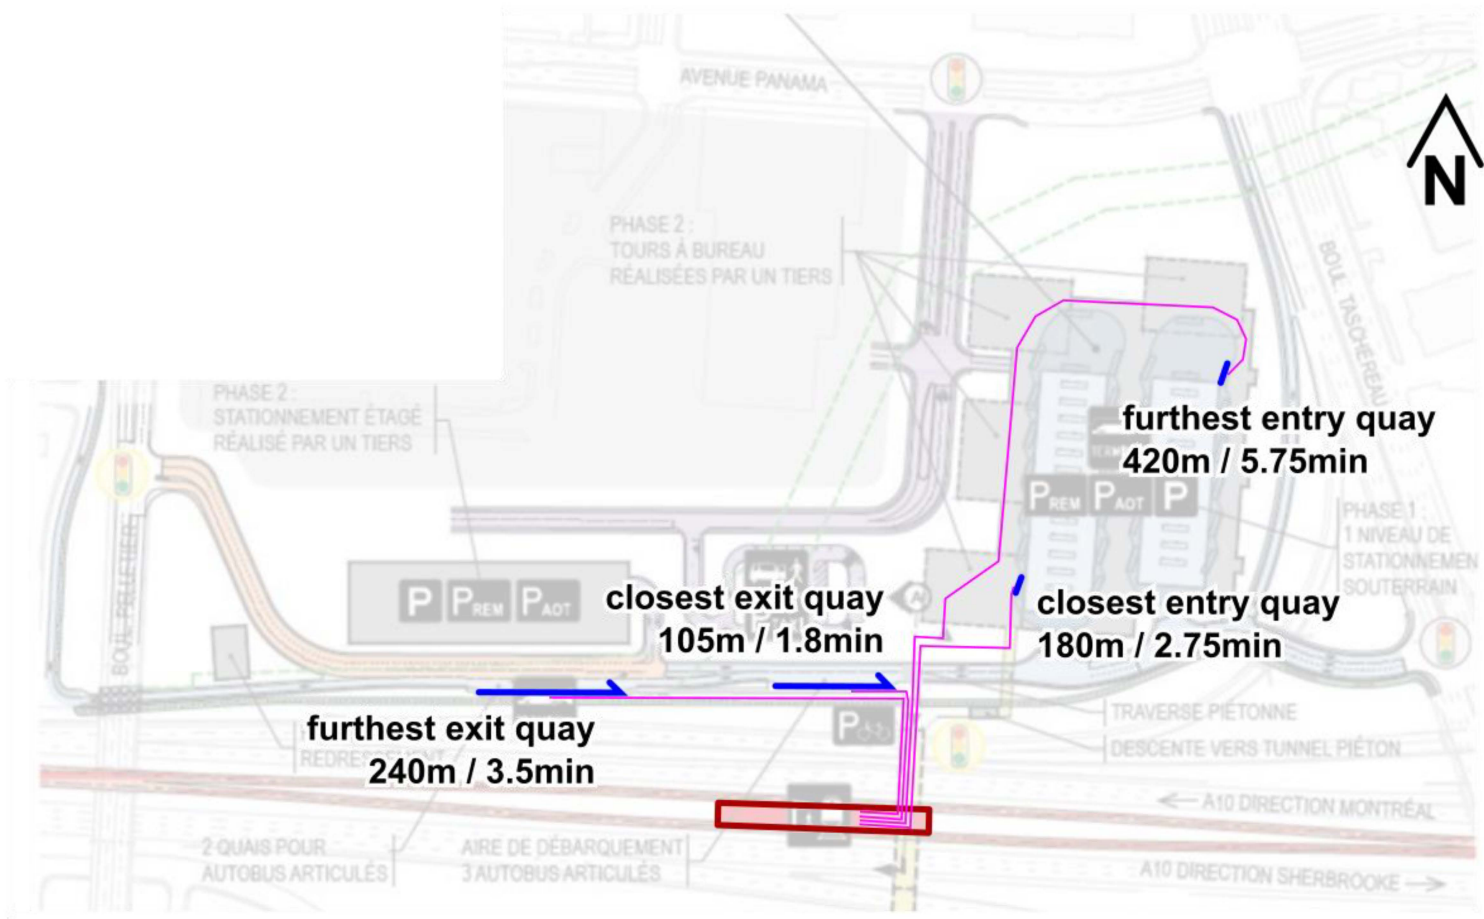 AVENUE PANAMA
N
PHASE 2 :
TOURS À BUREAU
RÉALISÉES PAR UN TIERS
BOUL TASCHEREAU
PHASE 2 :
STATIONNEMENT ÉTAGÉ
RÉALISÉ PAR UN TIERS
furthest entry quay
420m / 5.75min
P REM P AOT P
PHASE 1 :
1 NIVEAU DE
STATIONNEMEN
SOUTERRAIN
BOUL PELLETIER
P P REM P AOT
closest exit quay
105m / 1.8min
closest entry quay
180m / 2.75min
furthest exit quay
240m / 3.5min
REDRESSEMENT
P
TRAVERSE PIÉTONNE
DESCENTE VERS TUNNEL PIÉTON
A10 DIRECTION MONTRÉAL
2 QUAIS POUR
AUTOBUS ARTICULÉS
AIRE DE DÉBARQUEMENT
3 AUTOBUS ARTICULÉS
A10 DIRECTION SHERBROOKE